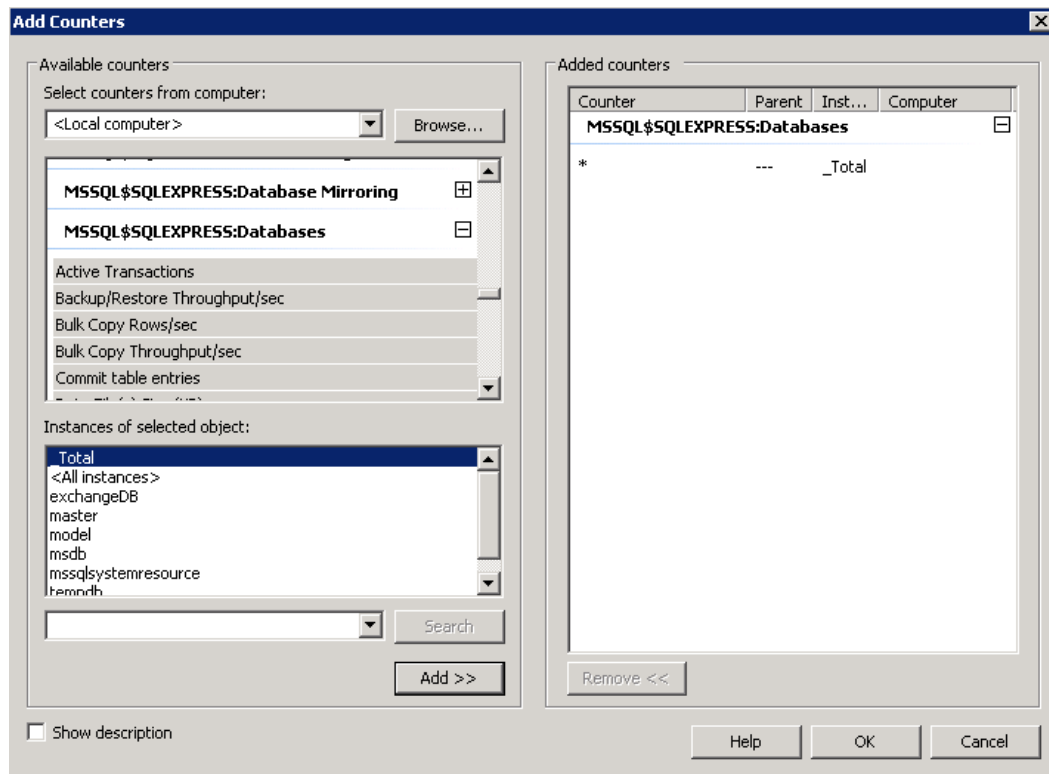 Add Counters
Available counters
Select counters from computer:
<Local computer>
Browse...
MSSQL$SQLEXPRESS:Database Mirroring
MSSQL$SQLEXPRESS:Databases
Active Transactions
Backup/Restore Throughput/sec
Bulk Copy Rows/sec
Bulk Copy Throughput/sec
Commit table entries
Instances of selected object:
_Total
<All instances>
exchangeDB
master
model
msdb
mssqlsystemresource
tempdb
Search
Add >>
Show description
Added counters
Counter Parent Inst... Computer
MSSQL$SQLEXPRESS:Databases
* --- _Total
Remove <<
Help OK Cancel